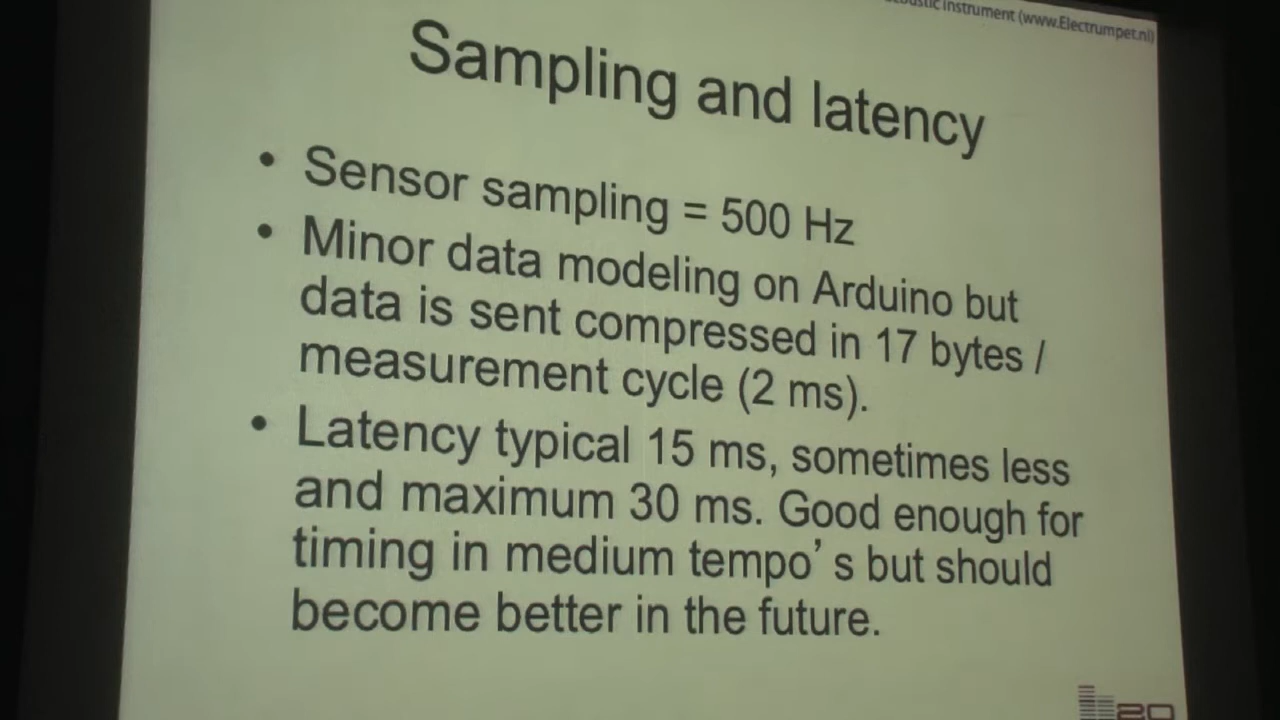 Instrument (www.Electrumpet.nl)
Sampling and latency
• Sensor sampling = 500 Hz
• Minor data modeling on Arduino but
data is sent compressed in 17 bytes /
measurement cycle (2 ms).
• Latency typical 15 ms, sometimes less
and maximum 30 ms. Good enough for
timing in medium tempo’s but should
become better in the future.